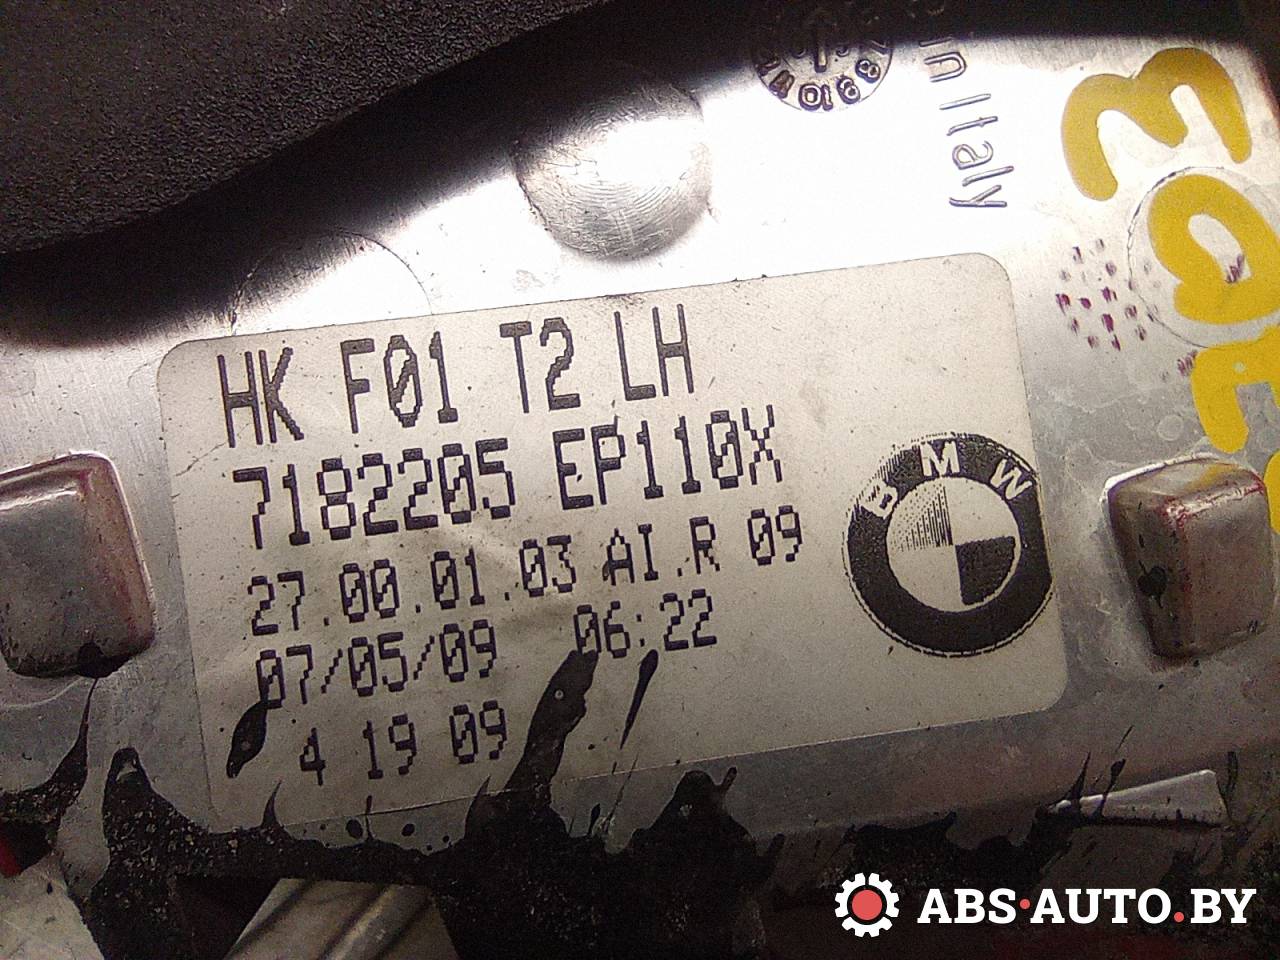 in Italy
HK F01 T2 LH
7182205 EP110X
27.00.01.03 AI.R 09
07/05/09 06:22
4 19 09
BMW
ABS·AUTO.BY